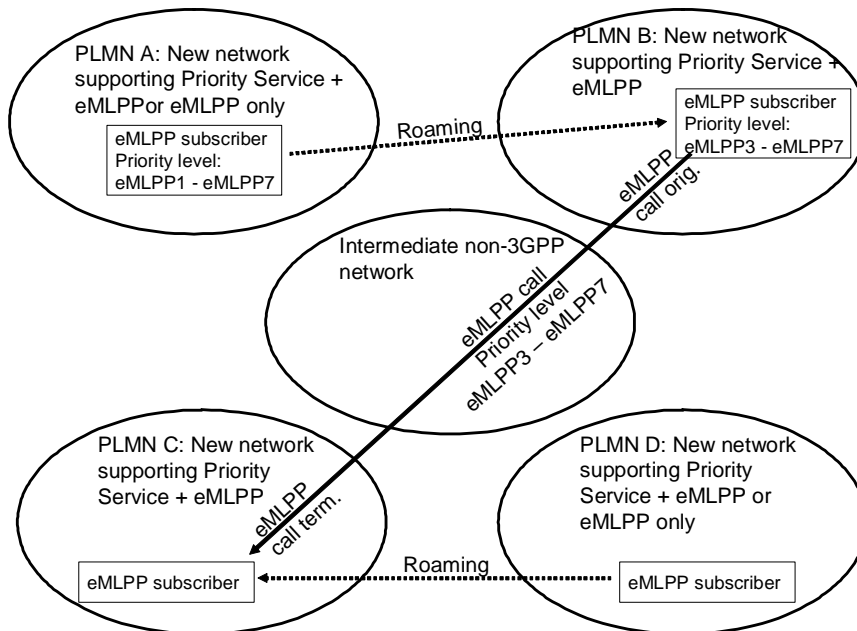 PLMN A: New network
supporting Priority Service +
eMLPPor eMLPP only
eMLPP subscriber
Priority level:
eMLPP1 - eMLPP7
Roaming
PLMN B: New network
supporting Priority Service +
eMLPP
eMLPP subscriber
Priority level:
eMLPP3 - eMLPP7
eMLPP
call orig.
Intermediate non-3GPP
network
eMLPP call
Priority level
eMLPP3 – eMLPP7
PLMN C: New network
supporting Priority
Service + eMLPP
eMLPP
call term.
eMLPP subscriber
Roaming
PLMN D: New network
supporting Priority
Service + eMLPP or
eMLPP only
eMLPP subscriber